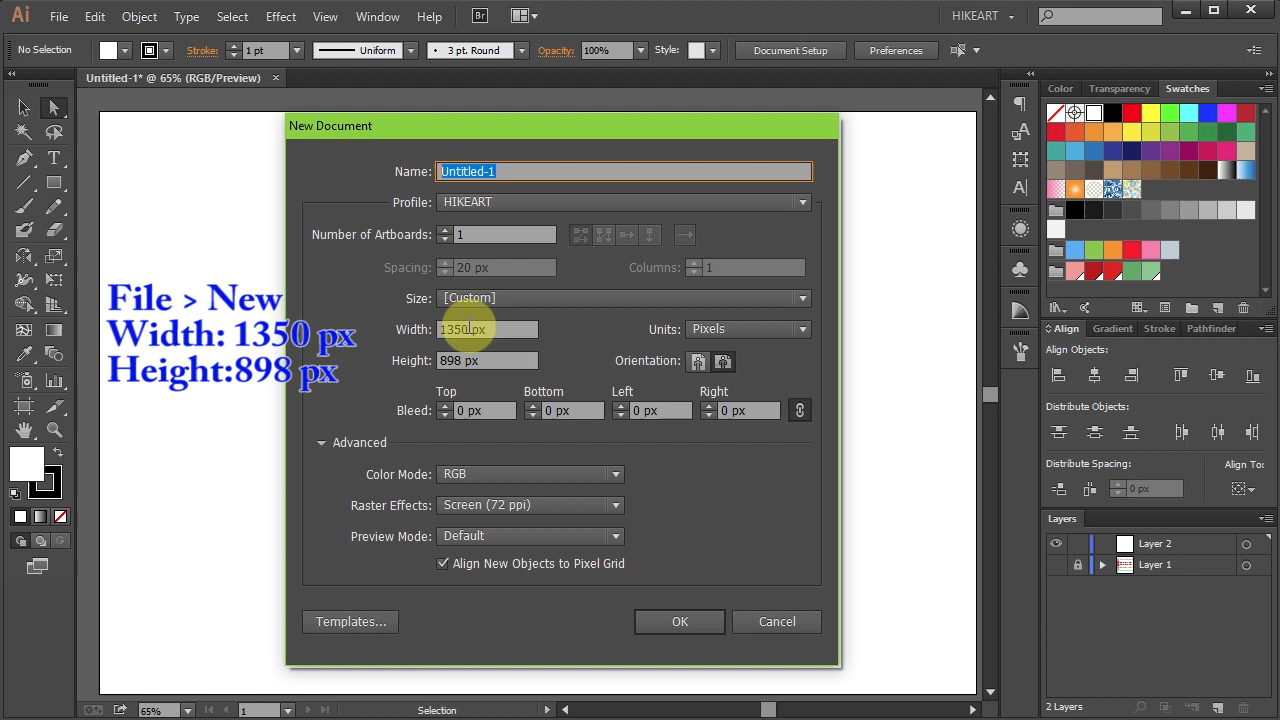 Ai File Edit Object Type Select Effect View Window Help Br HIKEART
No Selection Stroke: 1 pt Uniform 3 pt. Round Opacity: 100% Style: Document Setup Preferences
Untitled-1* @ 65% (RGB/Preview)
Color Transparency Swatches
New Document
Name: Untitled-1
Profile: HIKEART
Number of Artboards: 1
Spacing: 20 px Columns: 1
Size: [Custom]
Width: 1350 px Units: Pixels
Height: 898 px Orientation:
Top Bottom Left Right
Bleed: 0 px 0 px 0 px 0 px
Advanced
Color Mode: RGB
Raster Effects: Screen (72 ppi)
Preview Mode: Default
Align New Objects to Pixel Grid
Templates... OK Cancel
File > New
Width: 1350 px
Height:898 px
Align Gradient Stroke Pathfinder
Align Objects:
Distribute Objects:
Distribute Spacing: Align To:
0 px
Layers
Layer 2
Layer 1
2 Layers
65% 1 Selection